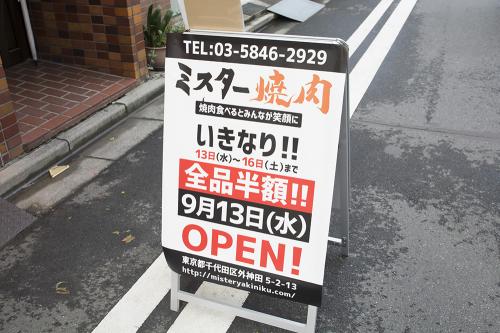 TEL:03-5846-2929
ミスター焼肉
焼肉食べるとみんなが笑顔に
いきなり!!
13日(水)～16日(土)まで
全品半額!!
9月13日(水)
OPEN!
東京都千代田区外神田 5-2-13
http://misteryakiniku.com/